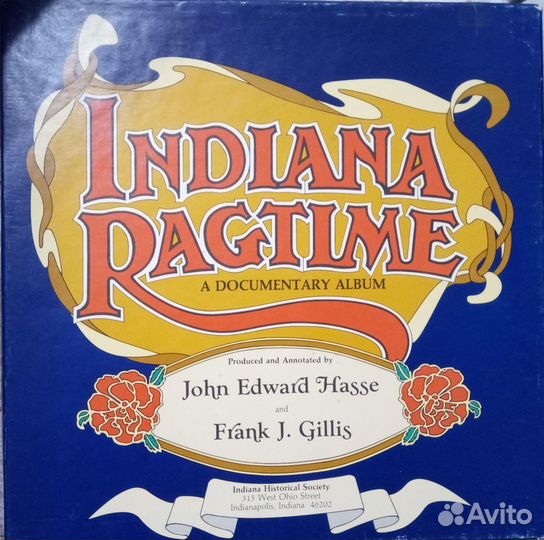 INDIANA
RAGTIME
A DOCUMENTARY ALBUM
Produced and Annotated by
John Edward Hasse
and
Frank J. Gillis
Indiana Historical Society
315 West Ohio Street
Indianapolis, Indiana 46202
Avito